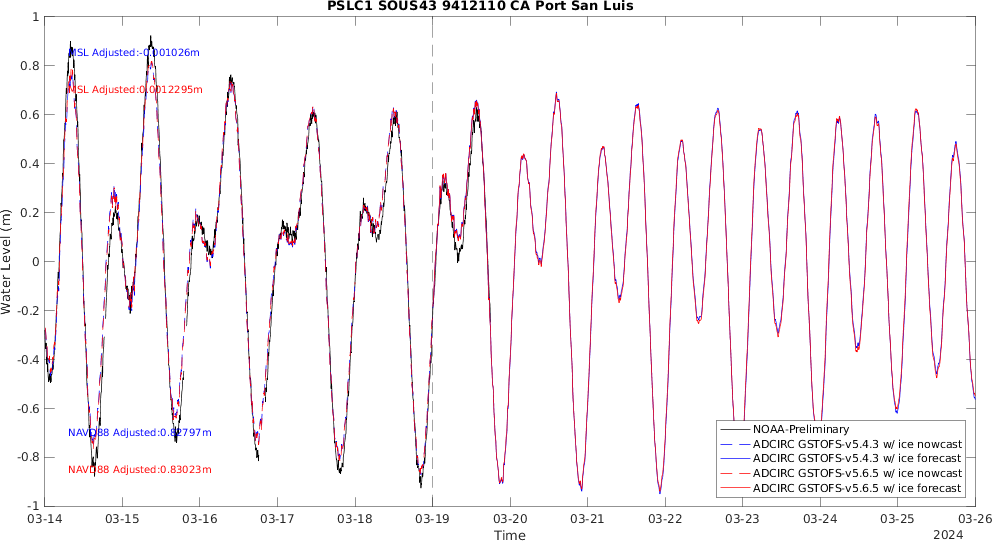 PSLC1 SOUS43 9412110 CA Port San Luis
Water Level (m)
1
0.8
0.6
0.4
0.2
0
-0.2
-0.4
-0.6
-0.8
-1
MSL Adjusted:-0.001026m
MSL Adjusted:0.0012295m
NAVD88 Adjusted:0.82797m
NAVD88 Adjusted:0.83023m
NOAA-Preliminary
ADCIRC GSTOFS-v5.4.3 w/ ice nowcast
ADCIRC GSTOFS-v5.4.3 w/ ice forecast
ADCIRC GSTOFS-v5.6.5 w/ ice nowcast
ADCIRC GSTOFS-v5.6.5 w/ ice forecast
03-14 03-15 03-16 03-17 03-18 03-19 03-20 03-21 03-22 03-23 03-24 03-25 03-26
Time
2024